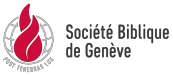 Société Biblique
de Genève
POST TENEBRAS LUX